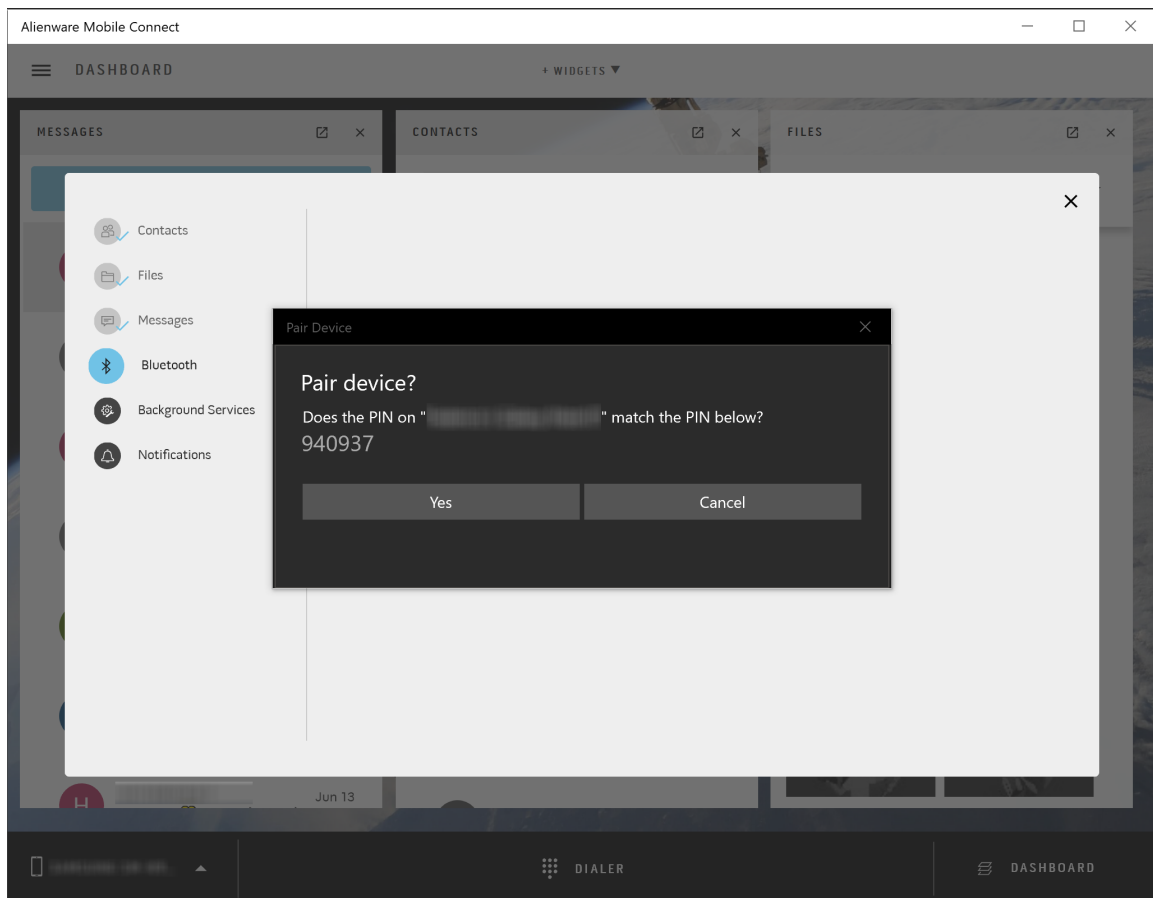 Alienware Mobile Connect
DASHBOARD
+ WIDGETS
MESSAGES
CONTACTS
FILES
Contacts
Files
Messages
Bluetooth
Background Services
Notifications
Pair Device
Pair device?
Does the PIN on " " match the PIN below?
940937
Yes
Cancel
H
Jun 13
DIALER
DASHBOARD